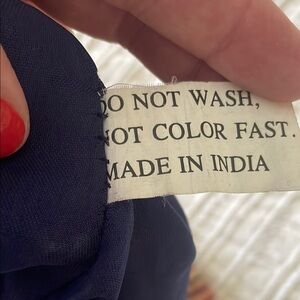 DO NOT WASH,
NOT COLOR FAST.
MADE IN INDIA